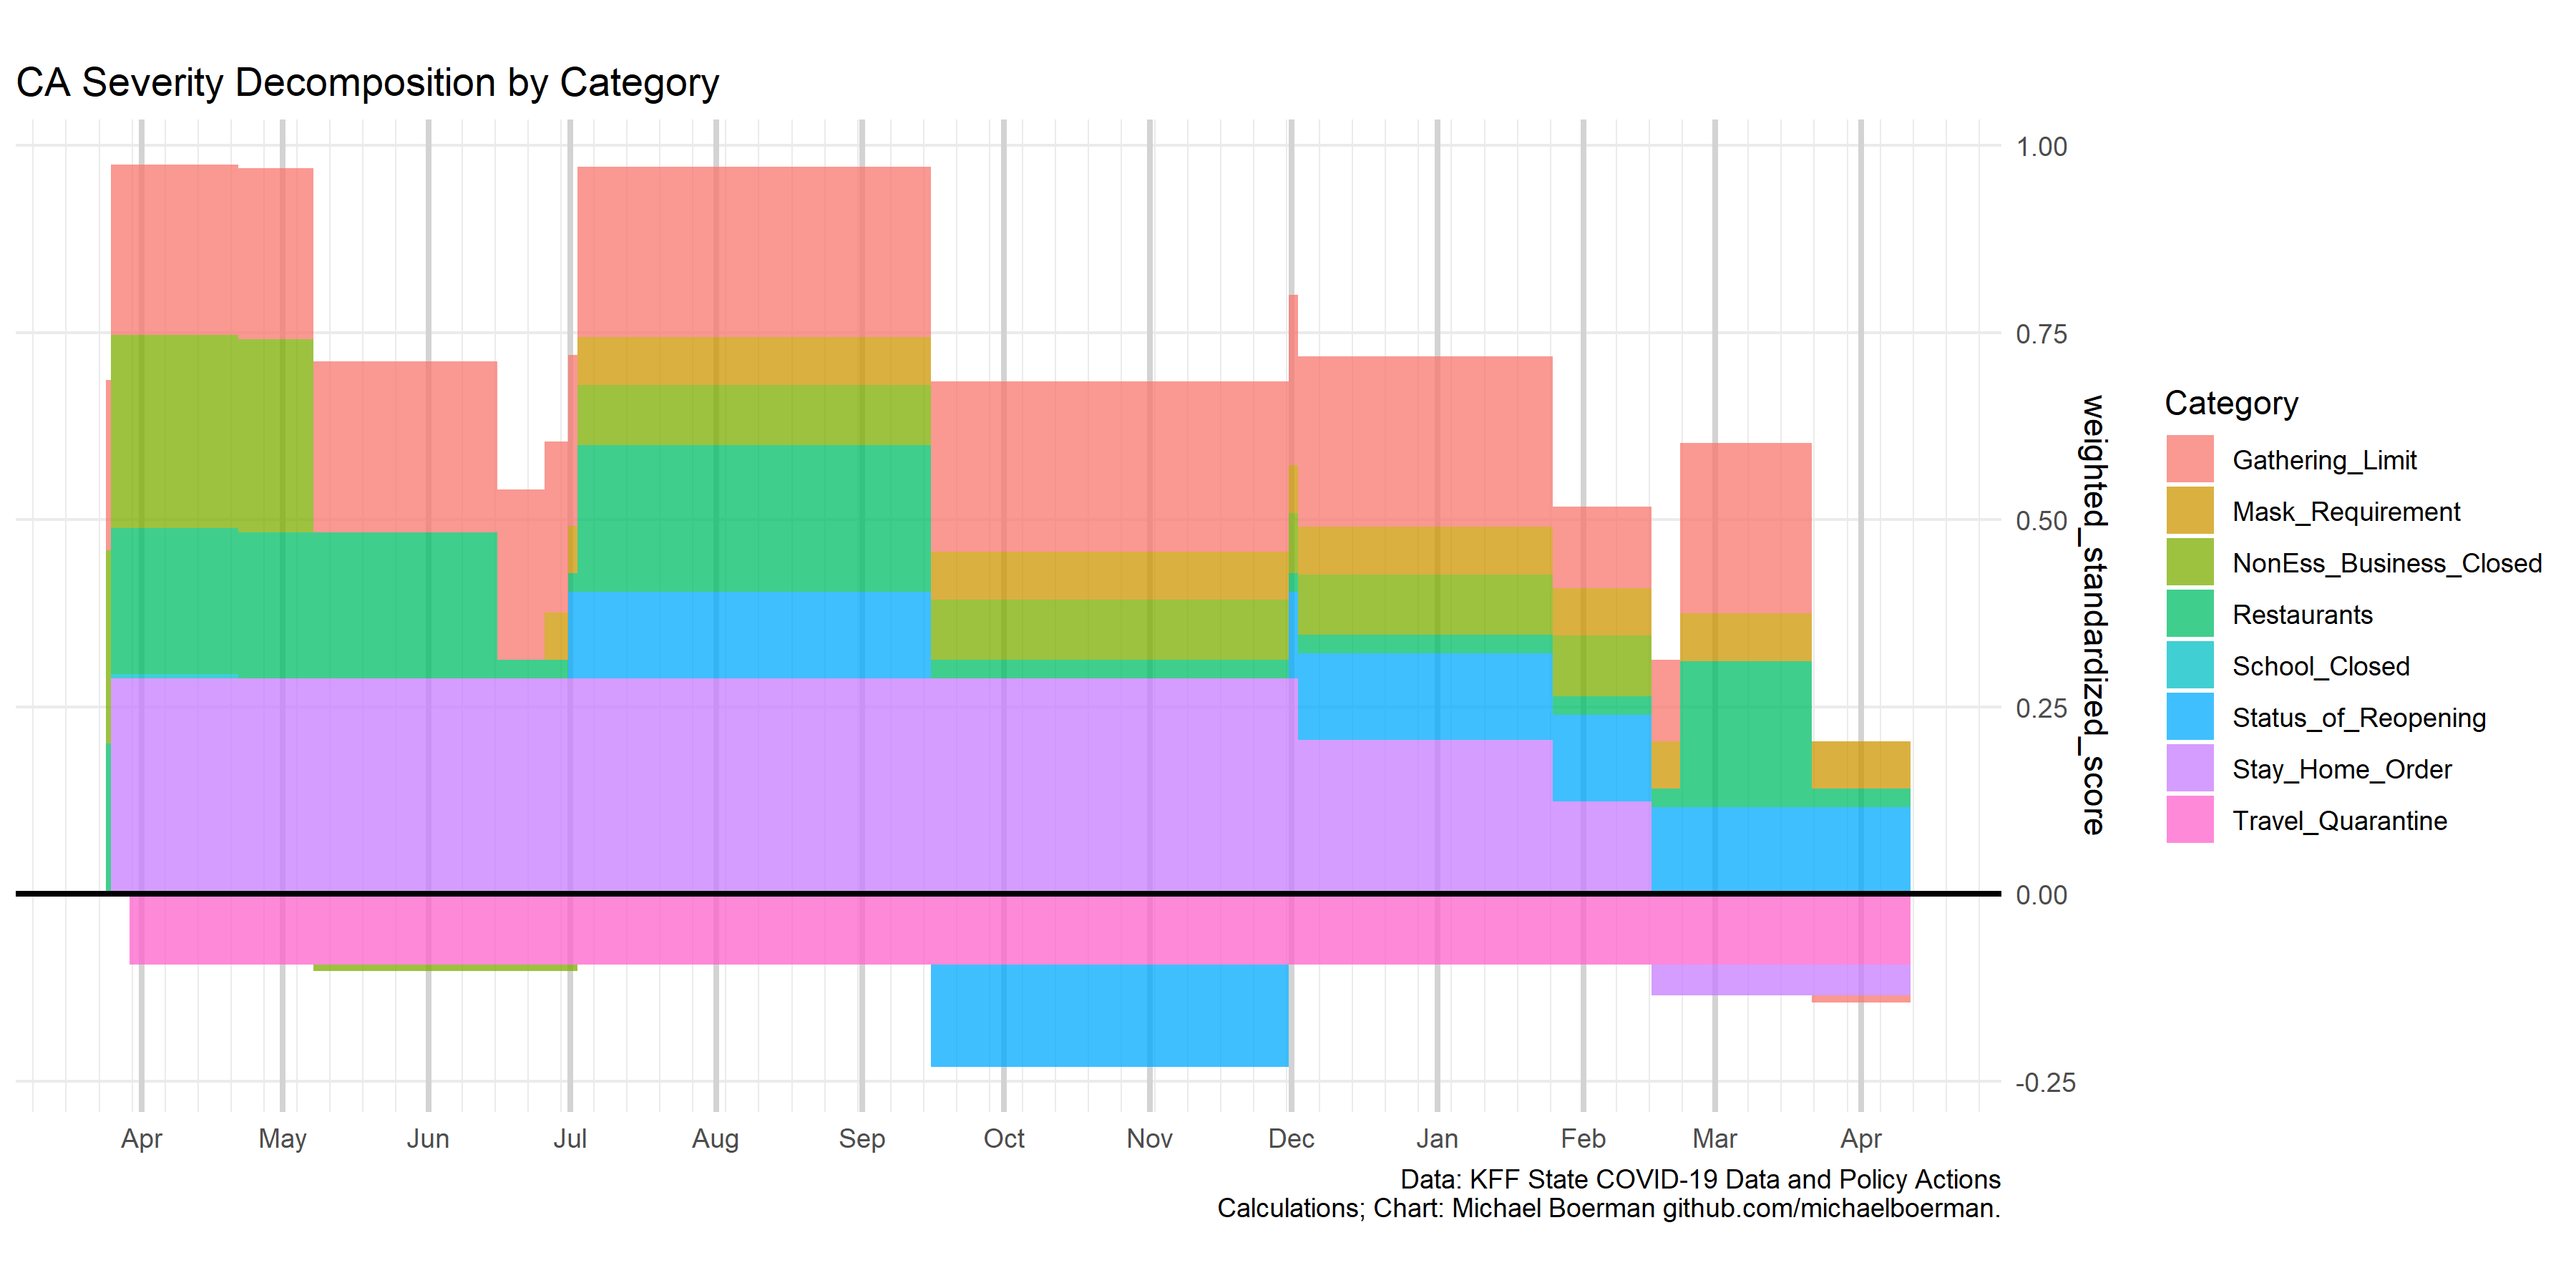 CA Severity Decomposition by Category
1.00
0.75
0.50
0.25
0.00
-0.25
weighted_standardized_score
Category
Gathering_Limit
Mask_Requirement
NonEss_Business_Closed
Restaurants
School_Closed
Status_of_Reopening
Stay_Home_Order
Travel_Quarantine
Apr May Jun Jul Aug Sep Oct Nov Dec Jan Feb Mar Apr
Data: KFF State COVID-19 Data and Policy Actions
Calculations; Chart: Michael Boerman github.com/michaelboerman.